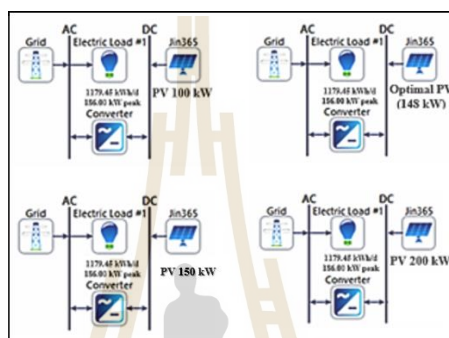 AC DC
Grid Electric Load #1 Jin365
1179.45 kWh/d
186.00 kW peak
PV 100 kW
Converter
AC DC
Grid Electric Load #1 Jin365
1179.45 kWh/d
186.00 kW peak
Optimal PV
(148 kW)
Converter
AC DC
Grid Electric Load #1 Jin365
1179.45 kWh/d
186.00 kW peak
PV 150 kW
Converter
AC DC
Grid Electric Load #1 Jin365
1179.45 kWh/d
186.00 kW peak
PV 200 kW
Converter